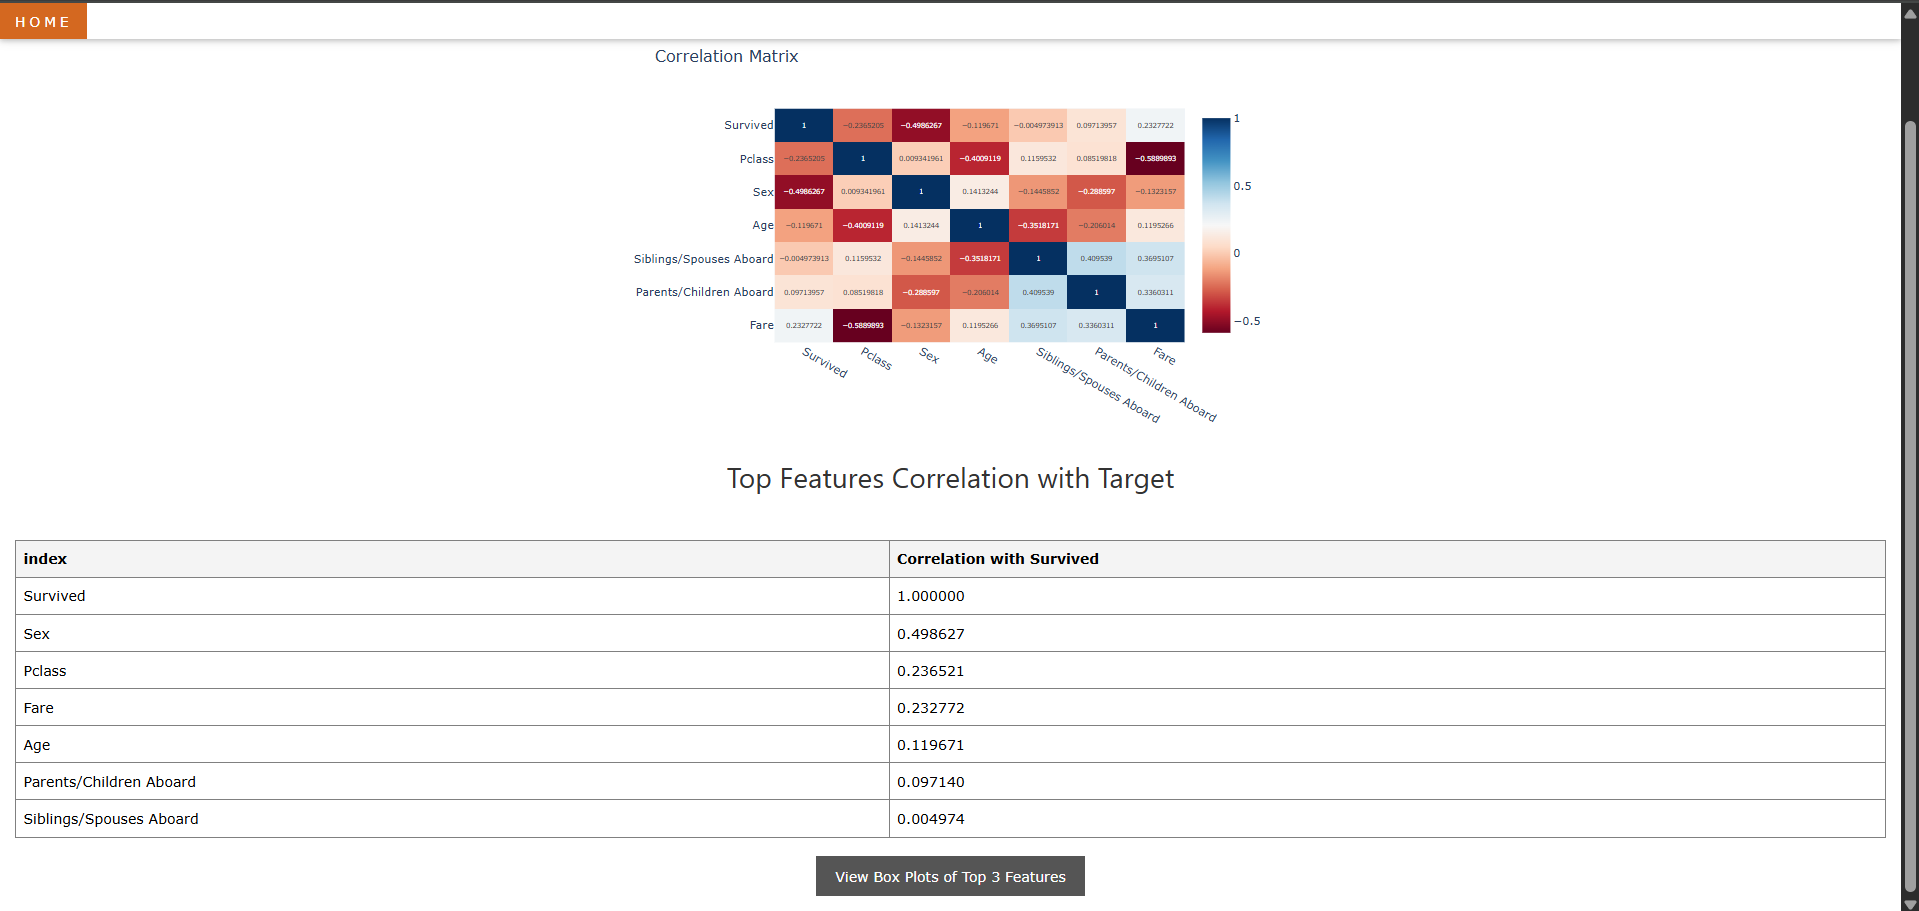 HOME
Correlation Matrix
Survived 1 −0.2365205 −0.4986267 −0.119671 −0.004973913 0.09713957 0.2327722
Pclass −0.2365205 1 0.009341961 −0.4009119 0.1159532 0.08519818 −0.5889893
Sex −0.4986267 0.009341961 1 0.1413244 −0.1445852 −0.288597 −0.1323157
Age −0.119671 −0.4009119 0.1413244 1 −0.3518171 −0.206014 0.1195266
Siblings/Spouses Aboard −0.004973913 0.1159532 −0.1445852 −0.3518171 1 0.409539 0.3695107
Parents/Children Aboard 0.09713957 0.08519818 −0.288597 −0.206014 0.409539 1 0.3360311
Fare 0.2327722 −0.5889893 −0.1323157 0.1195266 0.3695107 0.3360311 1
Survived Pclass Sex Age Siblings/Spouses Aboard Parents/Children Aboard Fare
1
0.5
0
−0.5
Top Features Correlation with Target
index Correlation with Survived
Survived 1.000000
Sex 0.498627
Pclass 0.236521
Fare 0.232772
Age 0.119671
Parents/Children Aboard 0.097140
Siblings/Spouses Aboard 0.004974
View Box Plots of Top 3 Features